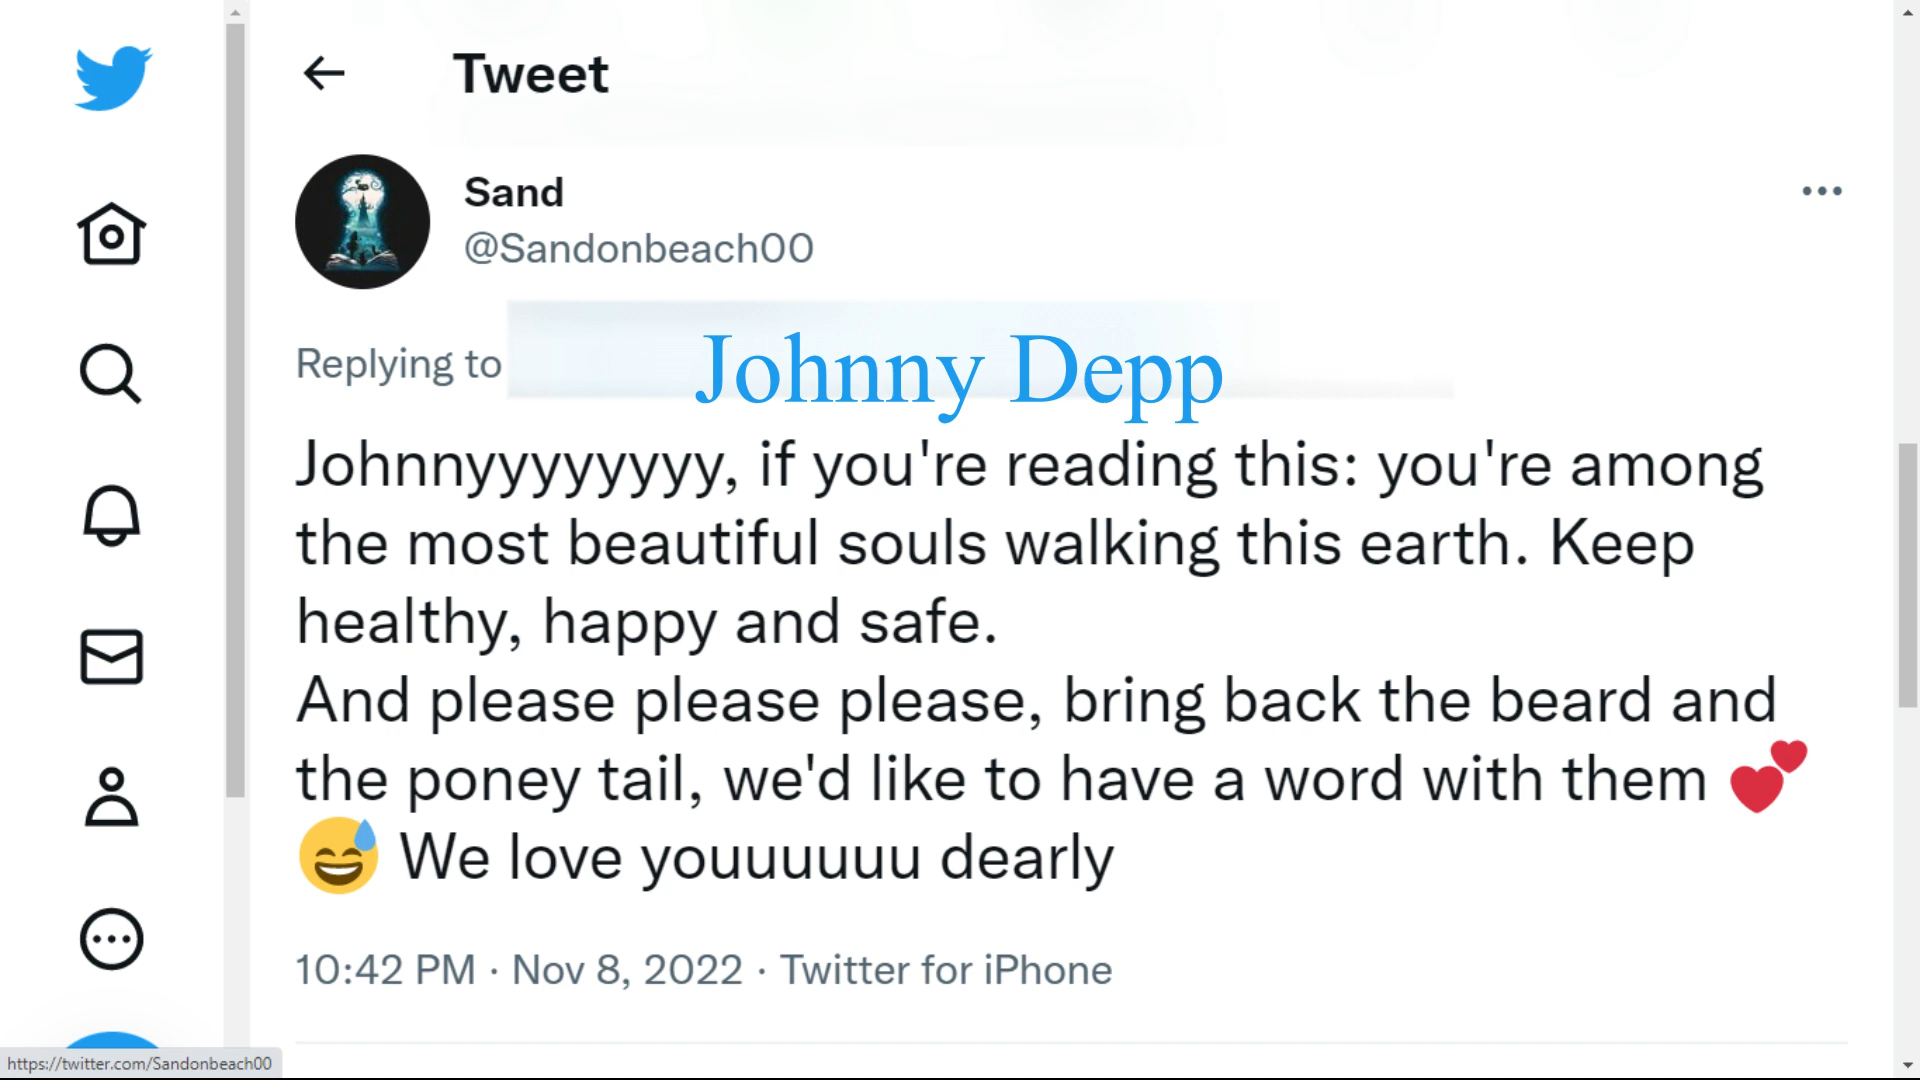 Tweet
Sand
@Sandonbeach00
Replying to Johnny Depp
Johnnyyyyyyyy, if you're reading this: you're among
the most beautiful souls walking this earth. Keep
healthy, happy and safe.
And please please please, bring back the beard and
the poney tail, we'd like to have a word with them 💕
😅 We love youuuuuu dearly
10:42 PM · Nov 8, 2022 · Twitter for iPhone
https://twitter.com/Sandonbeach00